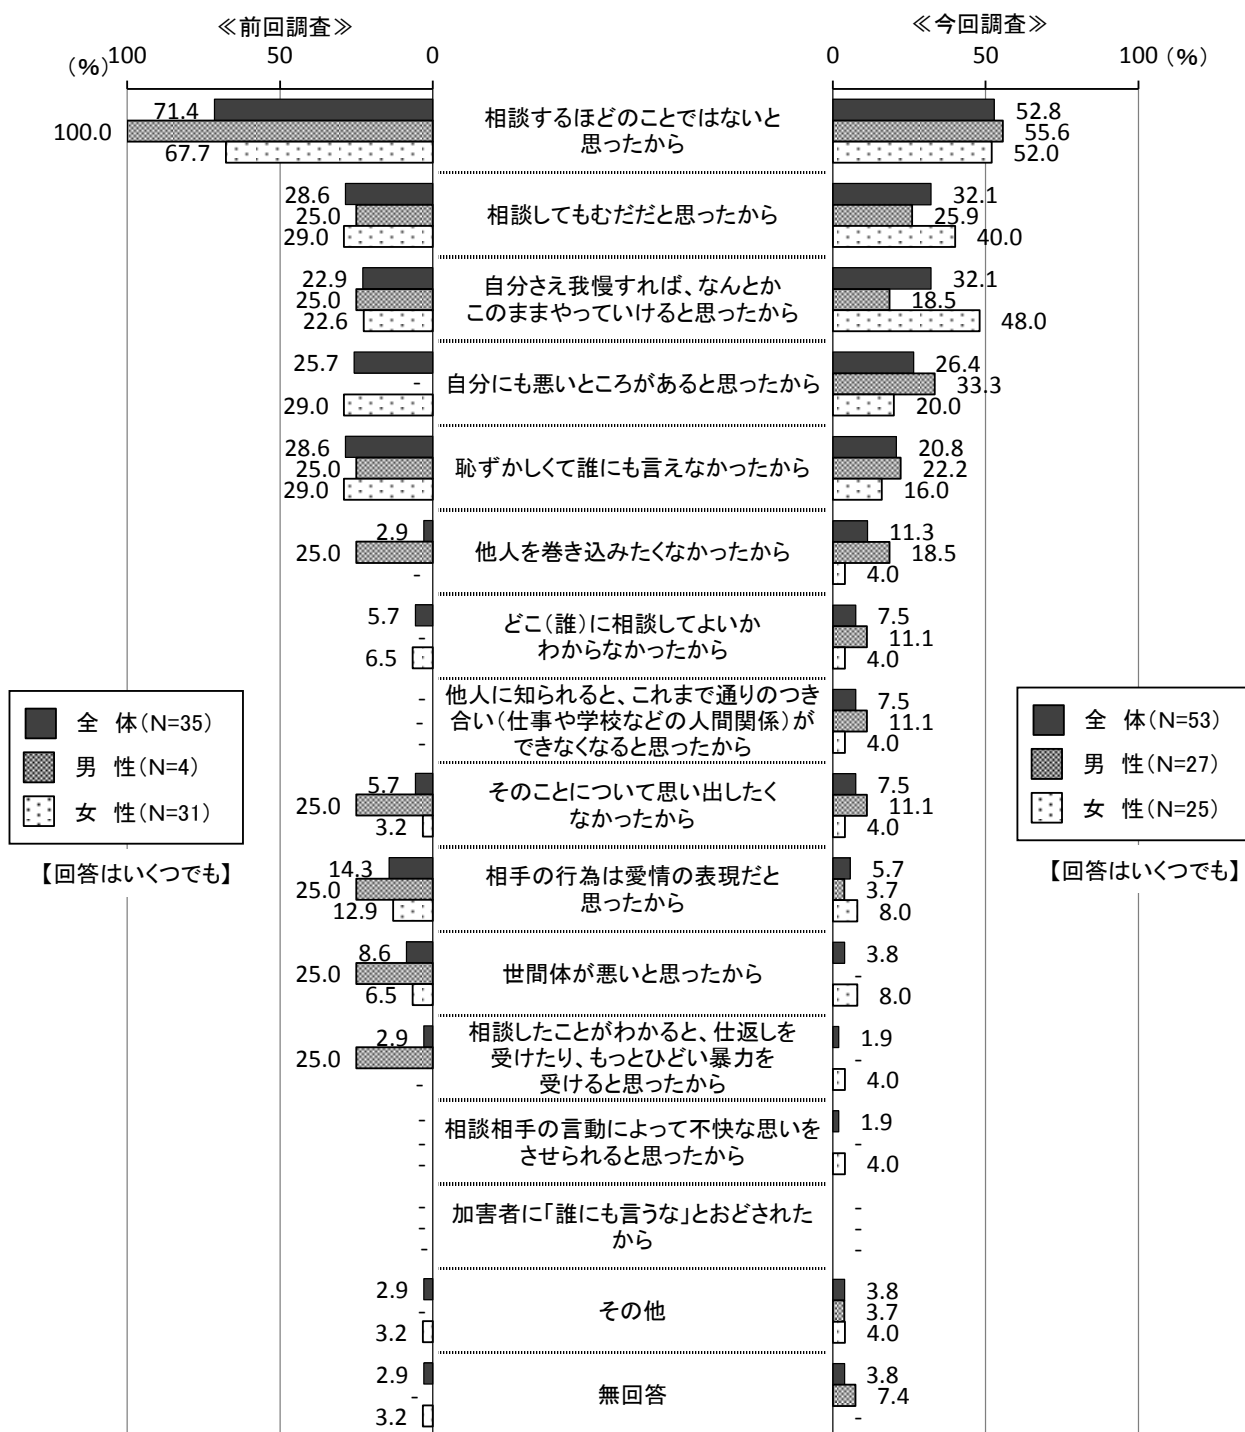 ≪前回調査≫
≪今回調査≫
(%)
100
50
0
0
50
100
(%)
71.4
100.0
67.7
相談するほどのことではないと
思ったから
52.8
55.6
52.0
28.6
25.0
29.0
相談してもむだだと思ったから
32.1
25.9
40.0
22.9
25.0
22.6
自分さえ我慢すれば、なんとか
このままやっていけると思ったから
32.1
18.5
48.0
25.7
-
29.0
自分にも悪いところがあると思ったから
26.4
33.3
20.0
28.6
25.0
29.0
恥ずかしくて誰にも言えなかったから
20.8
22.2
16.0
2.9
25.0
-
他人を巻き込みたくなかったから
11.3
18.5
4.0
5.7
-
6.5
どこ(誰)に相談してよいか
わからなかったから
7.5
11.1
4.0
-
-
-
他人に知られると、これまで通りのつき
合い(仕事や学校などの人間関係)が
できなくなると思ったから
7.5
11.1
4.0
5.7
25.0
3.2
そのことについて思い出したく
なかったから
7.5
11.1
4.0
14.3
25.0
12.9
相手の行為は愛情の表現だと
思ったから
5.7
3.7
8.0
8.6
25.0
6.5
世間体が悪いと思ったから
3.8
-
8.0
2.9
25.0
-
相談したことがわかると、仕返しを
受けたり、もっとひどい暴力を
受けると思ったから
1.9
-
4.0
-
-
-
相談相手の言動によって不快な思いを
させられると思ったから
1.9
-
4.0
-
-
-
加害者に「誰にも言うな」とおどされた
から
-
-
-
2.9
-
3.2
その他
3.8
3.7
4.0
2.9
-
3.2
無回答
3.8
7.4
-
全 体(N=35)
男 性(N=4)
女 性(N=31)
【回答はいくつでも】
全 体(N=53)
男 性(N=27)
女 性(N=25)
【回答はいくつでも】